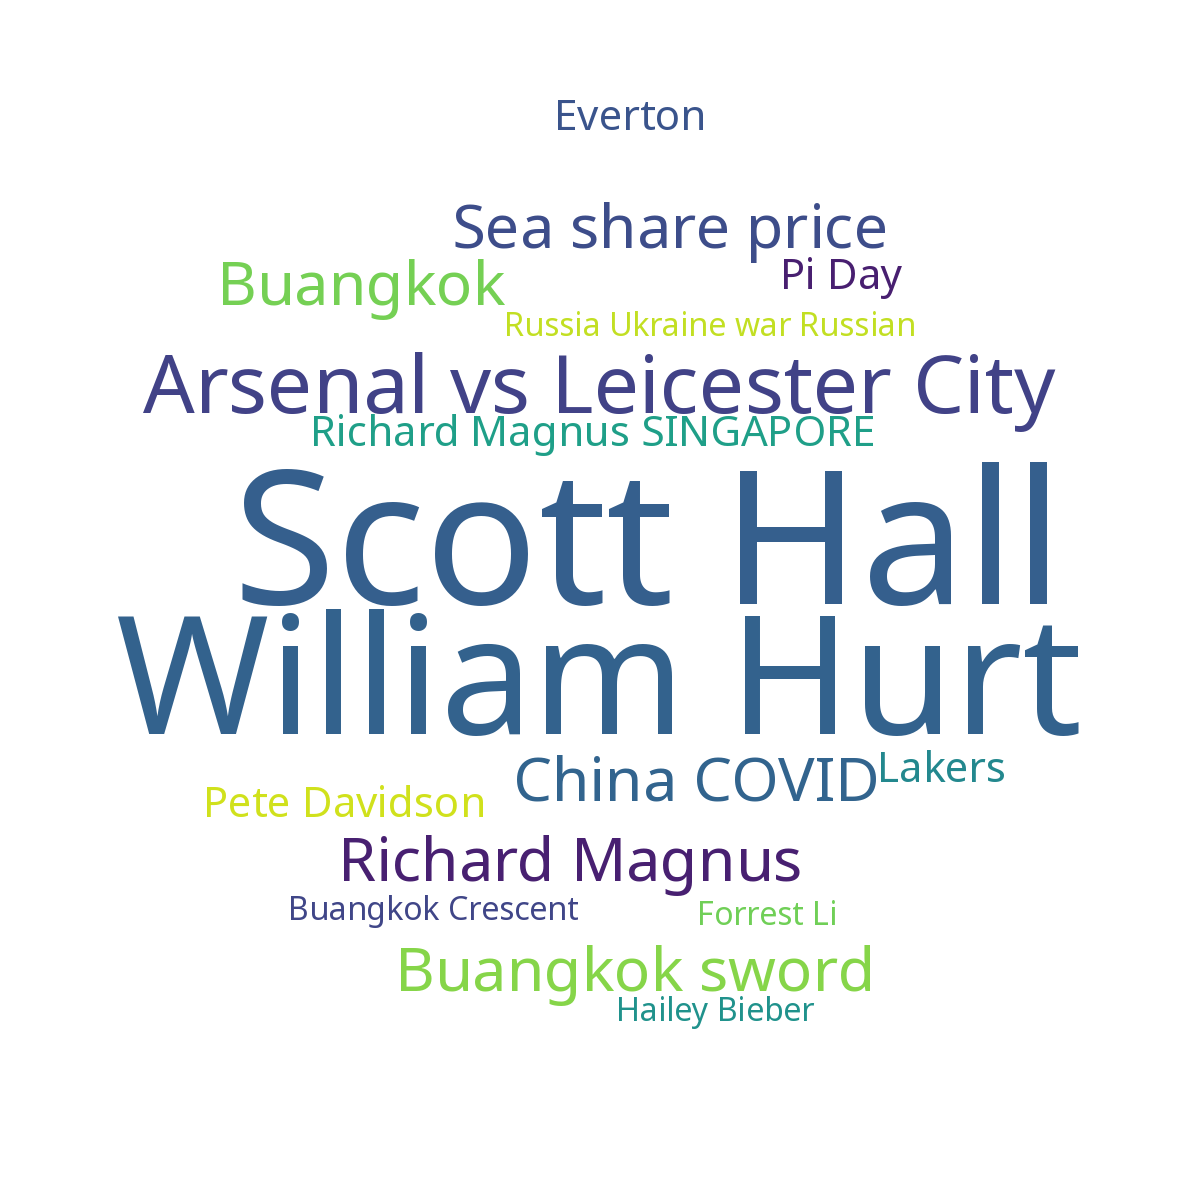 Everton
Sea share price
Buangkok
Pi Day
Russia Ukraine war Russian
Arsenal vs Leicester City
Richard Magnus SINGAPORE
Scott Hall
William Hurt
China COVID
Lakers
Pete Davidson
Richard Magnus
Buangkok Crescent
Forrest Li
Buangkok sword
Hailey Bieber